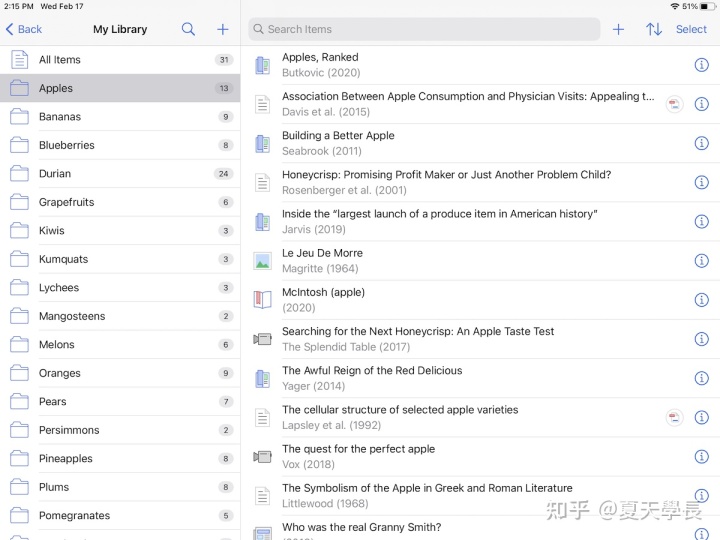 2:15 PM Wed Feb 17
51%
Back
My Library
All Items 31
Apples 13
Bananas 9
Blueberries 8
Durian 24
Grapefruits 6
Kiwis 3
Kumquats 3
Lychees 3
Mangosteens 2
Melons 6
Oranges 9
Pears 7
Persimmons 2
Pineapples 8
Plums 8
Pomegranates 5
Search Items
Select
Apples, Ranked
Butkovic (2020)
Association Between Apple Consumption and Physician Visits: Appealing t...
Davis et al. (2015)
Building a Better Apple
Seabrook (2011)
Honeycrisp: Promising Profit Maker or Just Another Problem Child?
Rosenberger et al. (2001)
Inside the “largest launch of a produce item in American history”
Jarvis (2019)
Le Jeu De Morre
Magritte (1964)
McIntosh (apple)
(2020)
Searching for the Next Honeycrisp: An Apple Taste Test
The Splendid Table (2017)
The Awful Reign of the Red Delicious
Yager (2014)
The cellular structure of selected apple varieties
Lapsley et al. (1992)
The quest for the perfect apple
Vox (2018)
The Symbolism of the Apple in Greek and Roman Literature
Littlewood (1968)
Who was the real Granny Smith?
知乎 @夏天學長